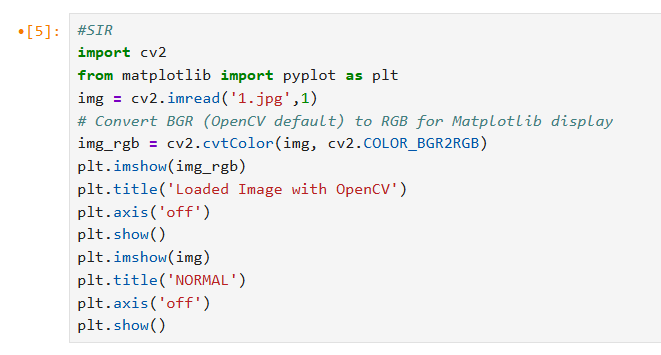 •[5]: #SIR
import cv2
from matplotlib import pyplot as plt
img = cv2.imread('1.jpg',1)
# Convert BGR (OpenCV default) to RGB for Matplotlib display
img_rgb = cv2.cvtColor(img, cv2.COLOR_BGR2RGB)
plt.imshow(img_rgb)
plt.title('Loaded Image with OpenCV')
plt.axis('off')
plt.show()
plt.imshow(img)
plt.title('NORMAL')
plt.axis('off')
plt.show()